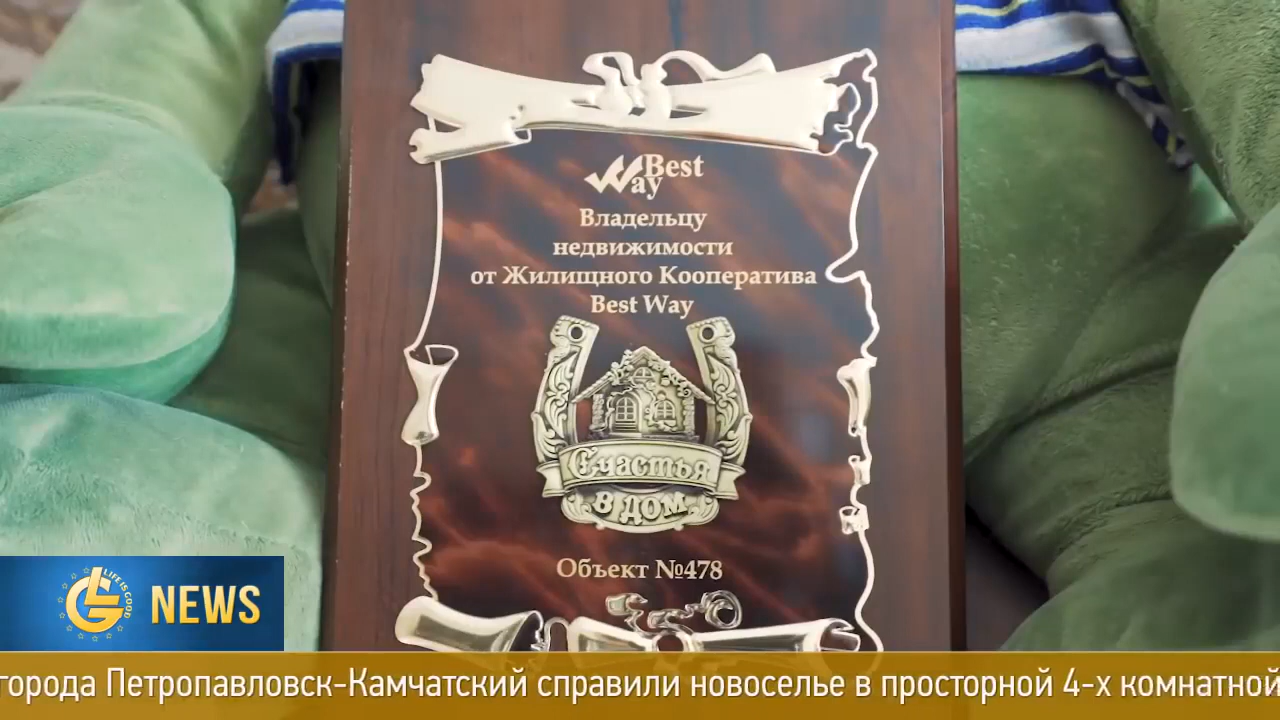 Best
Way
Владельцу
недвижимости
от Жилищного Кооператива
Best Way
Счастья
в дом
Объект №478
LIFE IS GOOD
NEWS
города Петропавловск-Камчатский справили новоселье в просторной 4-х комнатной